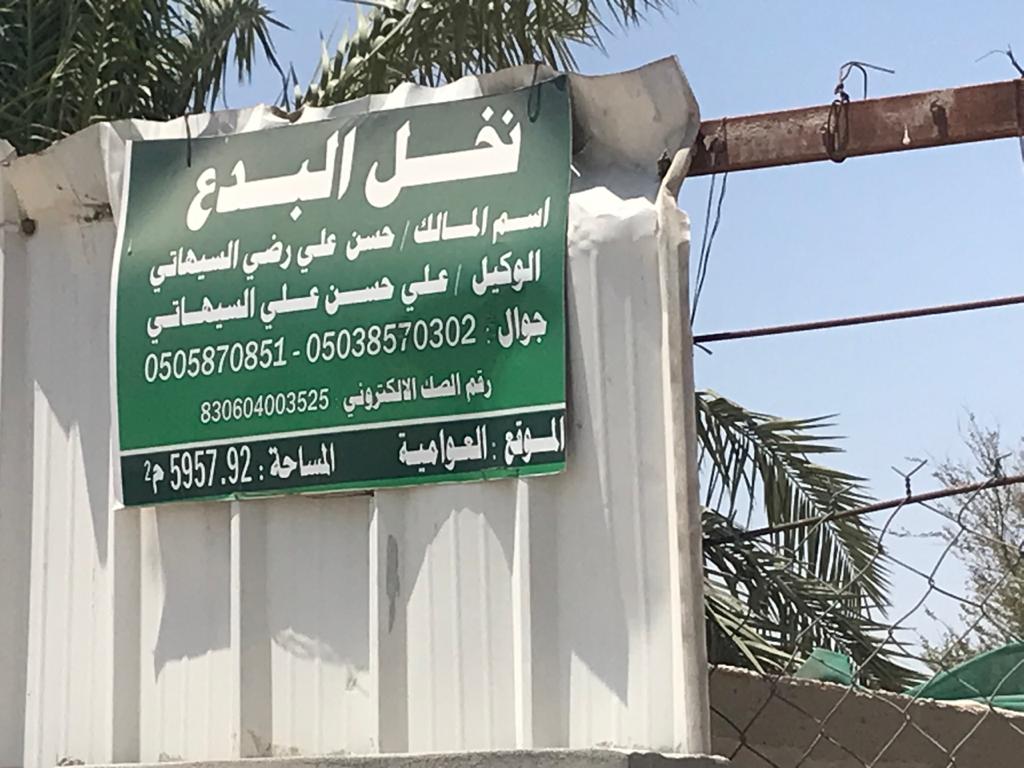 نخل البدع
اسم المالك / حسن علي رضي السيهاتي
الوكيل / علي حسن علي السيهاتي
جوال : 05038570302 - 0505870851
رقم الصك الالكتروني 830604003525
الموقع : العوامية المساحة : 5957.92 م2